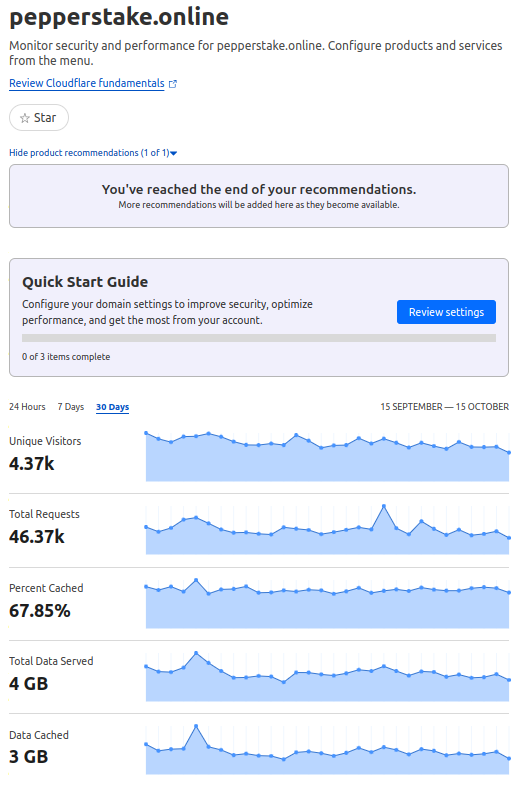 pepperstake.online
Monitor security and performance for pepperstake.online. Configure products and services
from the menu.
Review Cloudflare fundamentals
Star
Hide product recommendations (1 of 1)
You've reached the end of your recommendations.
More recommendations will be added here as they become available.
Quick Start Guide
Configure your domain settings to improve security, optimize
performance, and get the most from your account.
Review settings
0 of 3 items complete
24 Hours 7 Days 30 Days 15 SEPTEMBER — 15 OCTOBER
Unique Visitors
4.37k
Total Requests
46.37k
Percent Cached
67.85%
Total Data Served
4 GB
Data Cached
3 GB